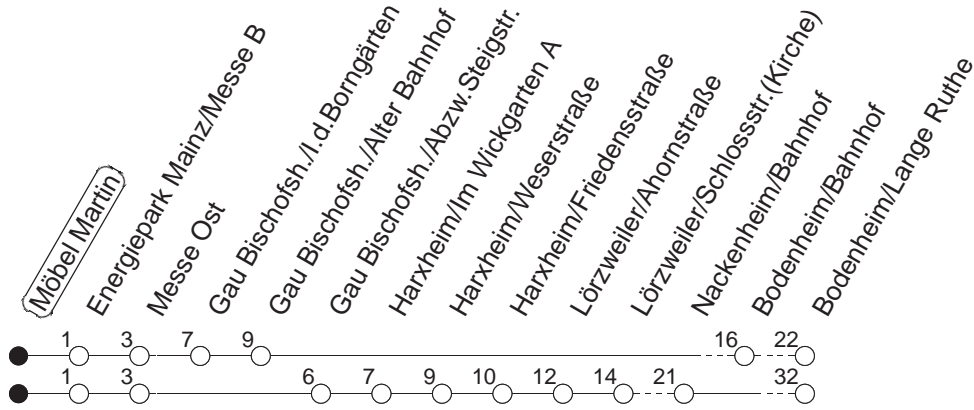 Möbel Martin
Energiepark Mainz/Messe B
Messe Ost
Gau Bischofsh./I.d.Borngärten
Gau Bischofsh./Alter Bahnhof
Gau Bischofsh./Abzw.Steigstr.
Harxheim/Im Wickgarten A
Harxheim/Weserstraße
Harxheim/Friedensstraße
Lörzweiler/Ahornstraße
Lörzweiler/Schlossstr.(Kirche)
Nackenheim/Bahnhof
Bodenheim/Bahnhof
Bodenheim/Lange Ruthe
1 3 7 9 16 22
1 3 6 7 9 10 12 14 21 32